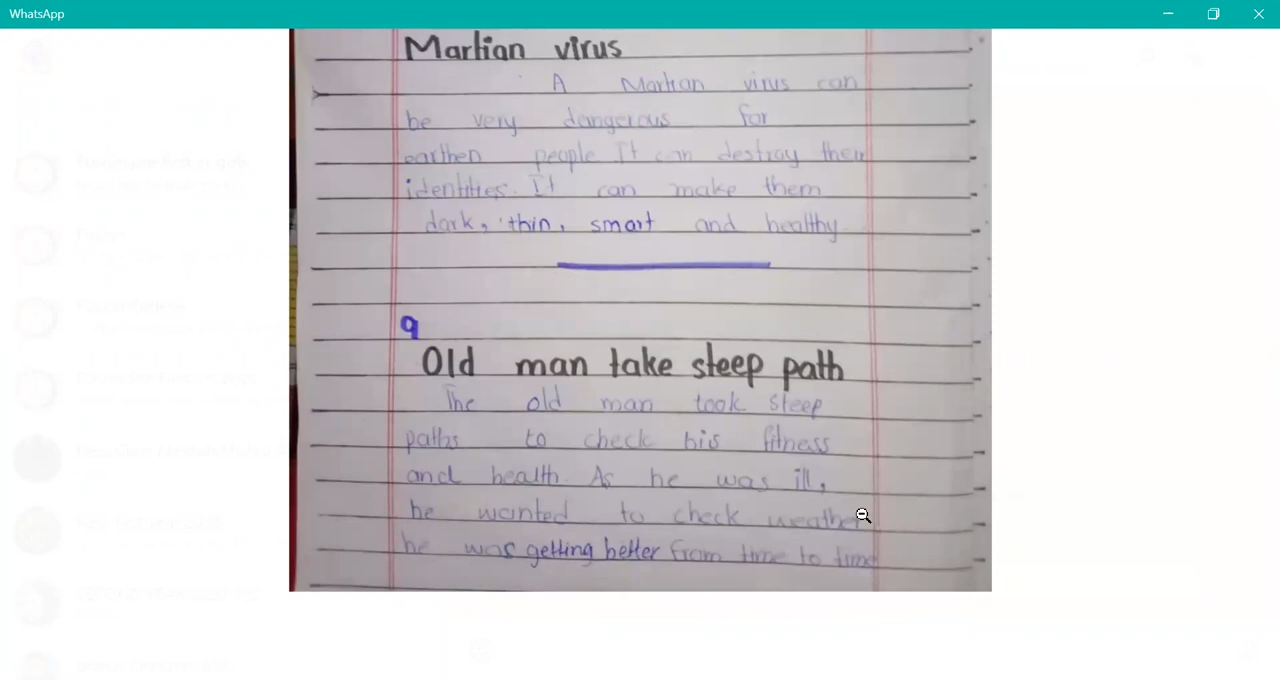 WhatsApp
Martian virus
A Martian virus can
be very dangerous for
earthen people It can destroy their
identities. It can make them
dark, thin, smart and healthy
9
Old man take steep path
The old man took steep
paths to check his fitness
and health. As he was ill,
he wanted to check weather
he was getting better from time to time